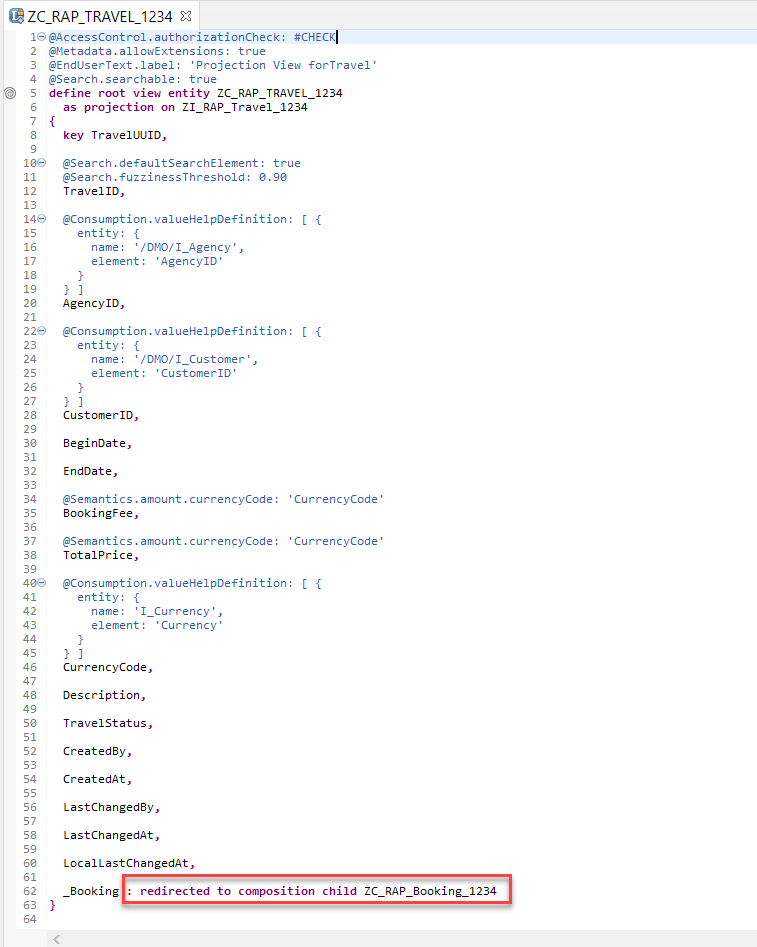 ZC_RAP_TRAVEL_1234
1 @AccessControl.authorizationCheck: #CHECK
2 @Metadata.allowExtensions: true
3 @EndUserText.label: 'Projection View forTravel'
4 @Search.searchable: true
5 define root view entity ZC_RAP_TRAVEL_1234
6   as projection on ZI_RAP_Travel_1234
7 {
8   key TravelUUID,
9
10   @Search.defaultSearchElement: true
11   @Search.fuzzinessThreshold: 0.90
12   TravelID,
13
14   @Consumption.valueHelpDefinition: [ {
15     entity: {
16       name: '/DMO/I_Agency',
17       element: 'AgencyID'
18     }
19   } ]
20   AgencyID,
21
22   @Consumption.valueHelpDefinition: [ {
23     entity: {
24       name: '/DMO/I_Customer',
25       element: 'CustomerID'
26     }
27   } ]
28   CustomerID,
29
30   BeginDate,
31
32   EndDate,
33
34   @Semantics.amount.currencyCode: 'CurrencyCode'
35   BookingFee,
36
37   @Semantics.amount.currencyCode: 'CurrencyCode'
38   TotalPrice,
39
40   @Consumption.valueHelpDefinition: [ {
41     entity: {
42       name: 'I_Currency',
43       element: 'Currency'
44     }
45   } ]
46   CurrencyCode,
47
48   Description,
49
50   TravelStatus,
51
52   CreatedBy,
53
54   CreatedAt,
55
56   LastChangedBy,
57
58   LastChangedAt,
59
60   LocalLastChangedAt,
61
62   _Booking : redirected to composition child ZC_RAP_Booking_1234
63 }
64